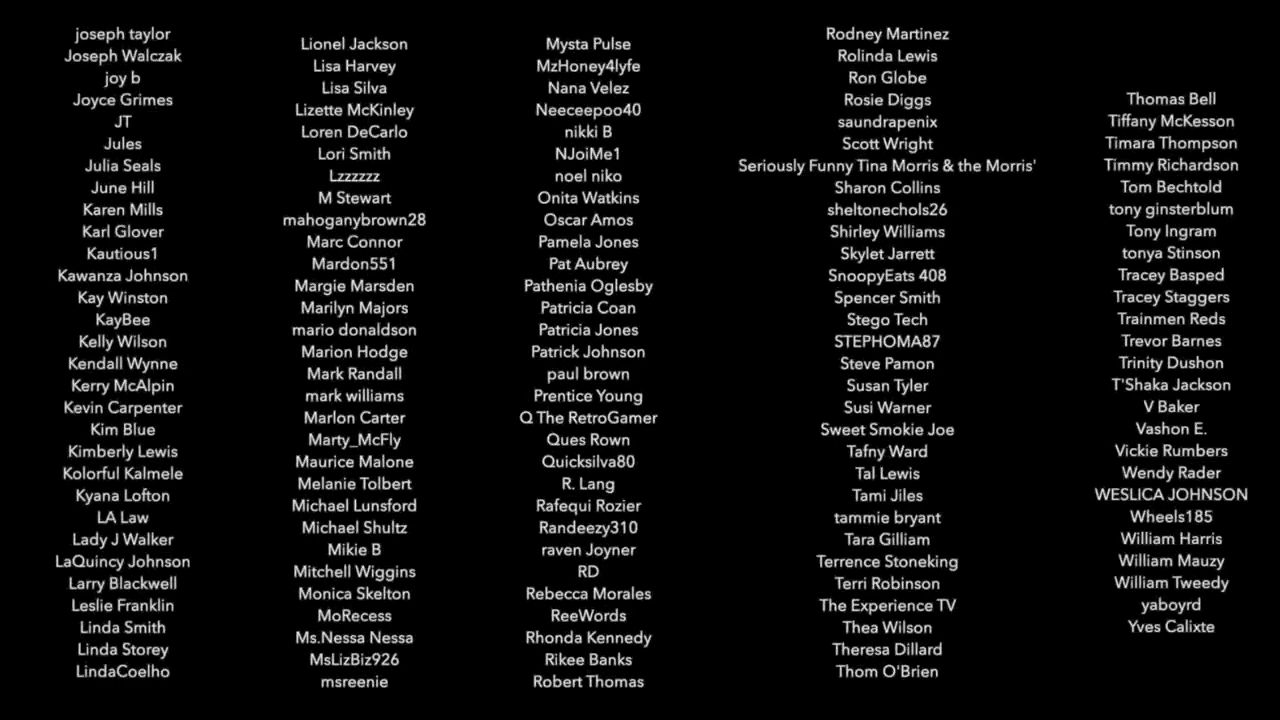 joseph taylor
Joseph Walczak
joy b
Joyce Grimes
JT
Jules
Julia Seals
June Hill
Karen Mills
Karl Glover
Kautious1
Kawanza Johnson
Kay Winston
KayBee
Kelly Wilson
Kendall Wynne
Kerry McAlpin
Kevin Carpenter
Kim Blue
Kimberly Lewis
Kolorful Kalmele
Kyana Lofton
LA Law
Lady J Walker
LaQuincy Johnson
Larry Blackwell
Leslie Franklin
Linda Smith
Linda Storey
LindaCoelho
Lionel Jackson
Lisa Harvey
Lisa Silva
Lizette McKinley
Loren DeCarlo
Lori Smith
Lzzzzzz
M Stewart
mahoganybrown28
Marc Connor
Mardon551
Margie Marsden
Marilyn Majors
mario donaldson
Marion Hodge
Mark Randall
mark williams
Marlon Carter
Marty_McFly
Maurice Malone
Melanie Tolbert
Michael Lunsford
Michael Shultz
Mikie B
Mitchell Wiggins
Monica Skelton
MoRecess
Ms.Nessa Nessa
MsLizBiz926
msreenie
Mysta Pulse
MzHoney4lyfe
Nana Velez
Neeceepoo40
nikki B
NJoiMe1
noel niko
Onita Watkins
Oscar Amos
Pamela Jones
Pat Aubrey
Pathenia Oglesby
Patricia Coan
Patricia Jones
Patrick Johnson
paul brown
Prentice Young
Q The RetroGamer
Ques Rown
Quicksilva80
R. Lang
Rafequi Rozier
Randeezy310
raven Joyner
RD
Rebecca Morales
ReeWords
Rhonda Kennedy
Rikee Banks
Robert Thomas
Rodney Martinez
Rolinda Lewis
Ron Globe
Rosie Diggs
saundrapenix
Scott Wright
Seriously Funny Tina Morris & the Morris'
Sharon Collins
sheltonechols26
Shirley Williams
Skylet Jarrett
SnoopyEats 408
Spencer Smith
Stego Tech
STEPHOMA87
Steve Pamon
Susan Tyler
Susi Warner
Sweet Smokie Joe
Tafny Ward
Tal Lewis
Tami Jiles
tammie bryant
Tara Gilliam
Terrence Stoneking
Terri Robinson
The Experience TV
Thea Wilson
Theresa Dillard
Thom O'Brien
Thomas Bell
Tiffany McKesson
Timara Thompson
Timmy Richardson
Tom Bechtold
tony ginsterblum
Tony Ingram
tonya Stinson
Tracey Basped
Tracey Staggers
Trainmen Reds
Trevor Barnes
Trinity Dushon
T'Shaka Jackson
V Baker
Vashon E.
Vickie Rumbers
Wendy Rader
WESLICA JOHNSON
Wheels185
William Harris
William Mauzy
William Tweedy
yaboyrd
Yves Calixte